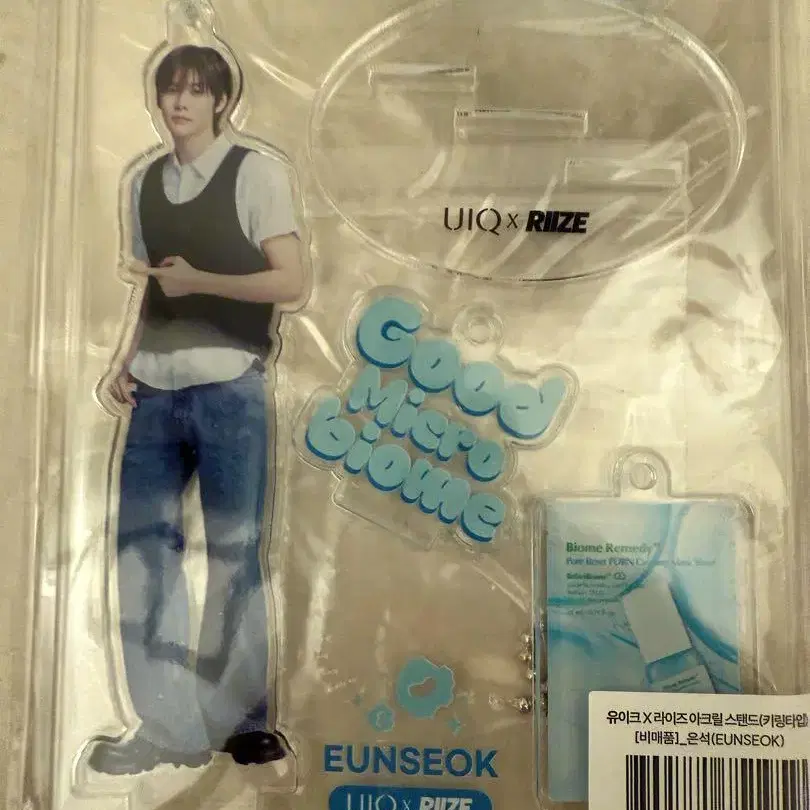 UIQ X RIIZE
Good
Micro
biome
Biome Remedy™
EUNSEOK
UIQ X RIIZE
유이크 X 라이즈 아크릴 스탠드(키링타입)
[비매품]_은석(EUNSEOK)